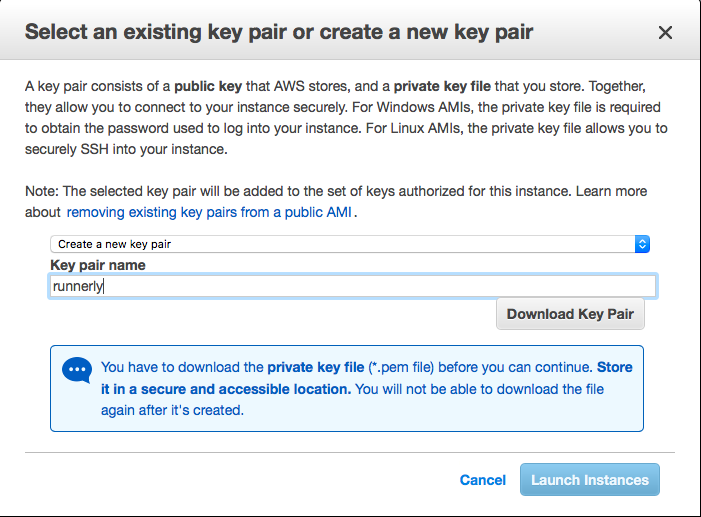 Select an existing key pair or create a new key pair
A key pair consists of a public key that AWS stores, and a private key file that you store. Together,
they allow you to connect to your instance securely. For Windows AMIs, the private key file is required
to obtain the password used to log into your instance. For Linux AMIs, the private key file allows you to
securely SSH into your instance.
Note: The selected key pair will be added to the set of keys authorized for this instance. Learn more
about removing existing key pairs from a public AMI.
Create a new key pair
Key pair name
runnerly
Download Key Pair
You have to download the private key file (*.pem file) before you can continue. Store
it in a secure and accessible location. You will not be able to download the file
again after it's created.
Cancel Launch Instances